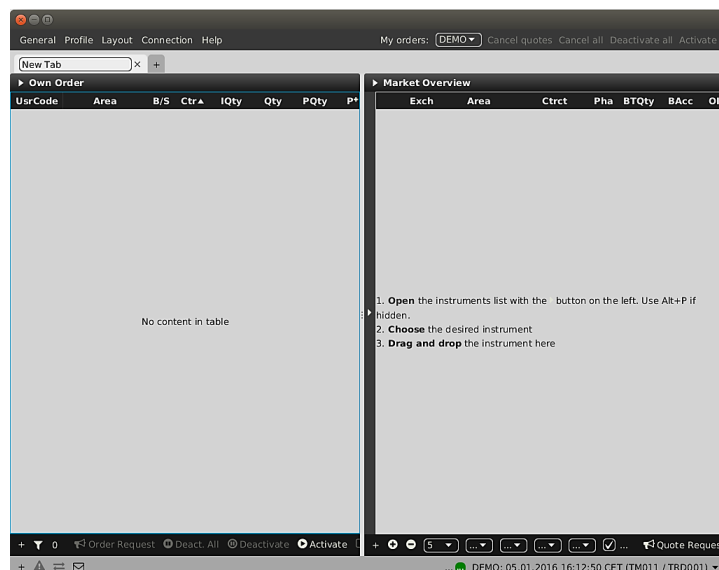 General Profile Layout Connection Help My orders: DEMO Cancel quotes Cancel all Deactivate all Activate
New Tab × +
Own Order Market Overview
UsrCode Area B/S Ctr IQty Qty PQty Exch Area Ctrct Pha BTQty BAcc
1. Open the instruments list with the button on the left. Use Alt+P if
hidden.
No content in table
2. Choose the desired instrument
3. Drag and drop the instrument here
+ 0 Order Request Deact. All Deactivate Activate + 5 ... ... ... ... ... Quote Reques
+ ... DEMO: 05.01.2016 16:12:50 CET (TM011 / TRD001)